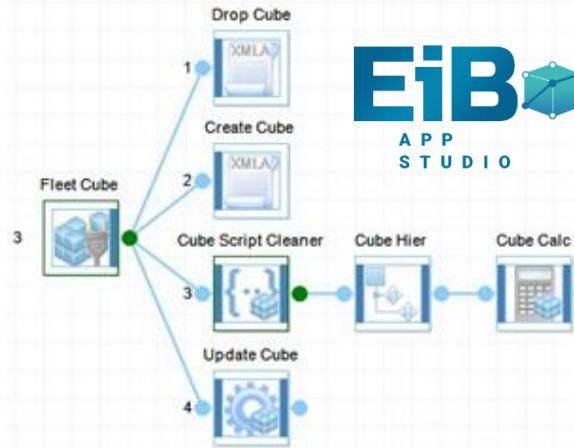 Drop Cube
XMLA
1
EiB
APP
STUDIO
Create Cube
XMLA
2
Fleet Cube
3
Cube Script Cleaner
3
Cube Hier
Cube Calc
Update Cube
4